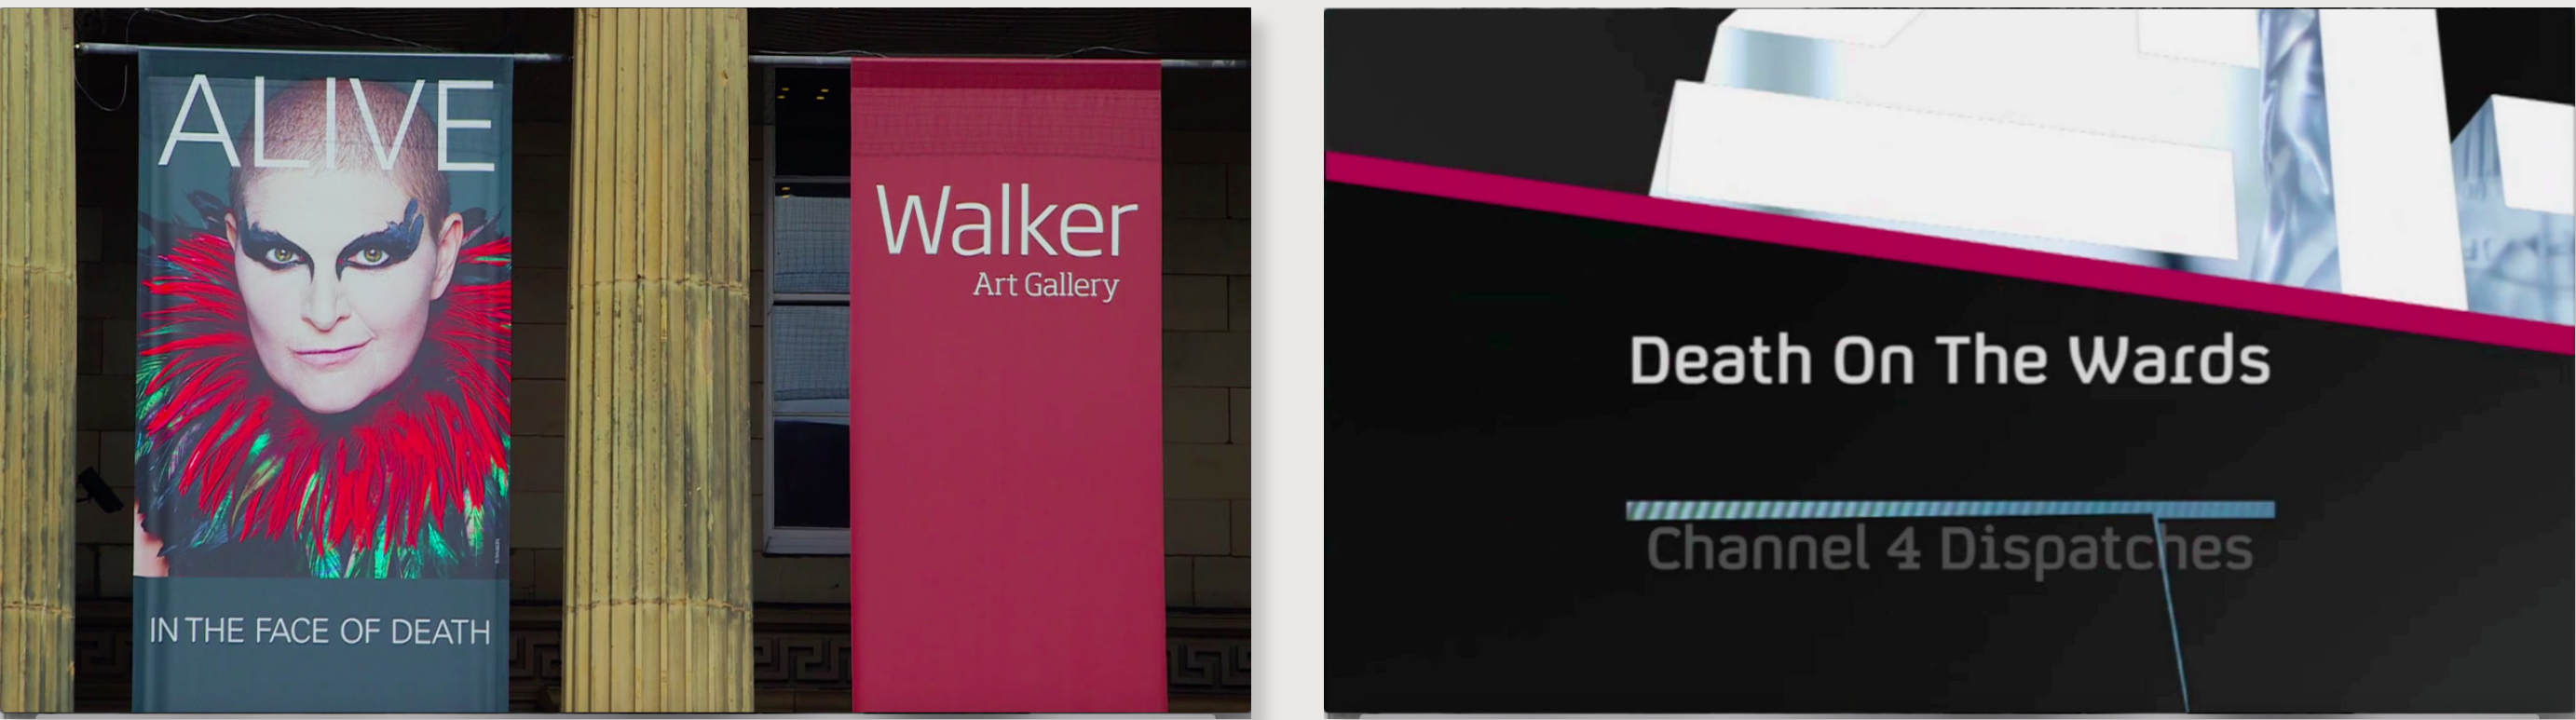 ALIVE
IN THE FACE OF DEATH
Walker
Art Gallery
Death On The Wards
Channel 4 Dispatches